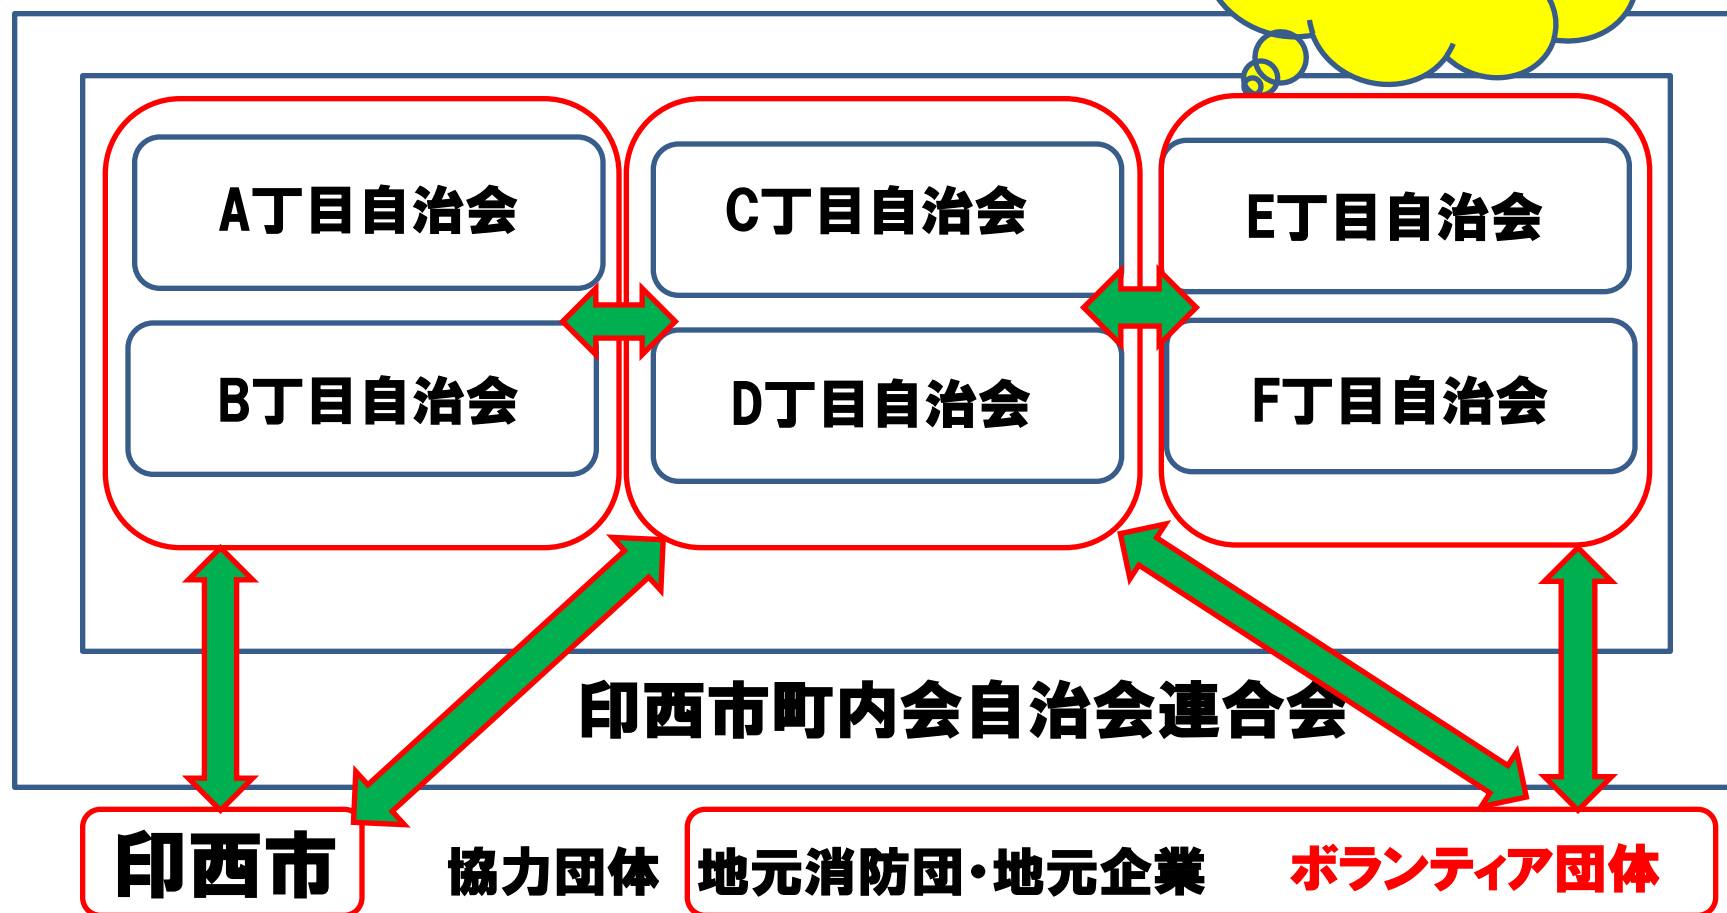 A丁目自治会
C丁目自治会
E丁目自治会
B丁目自治会
D丁目自治会
F丁目自治会
印西市町内会自治会連合会
印西市
協力団体
地元消防団・地元企業
ボランティア団体